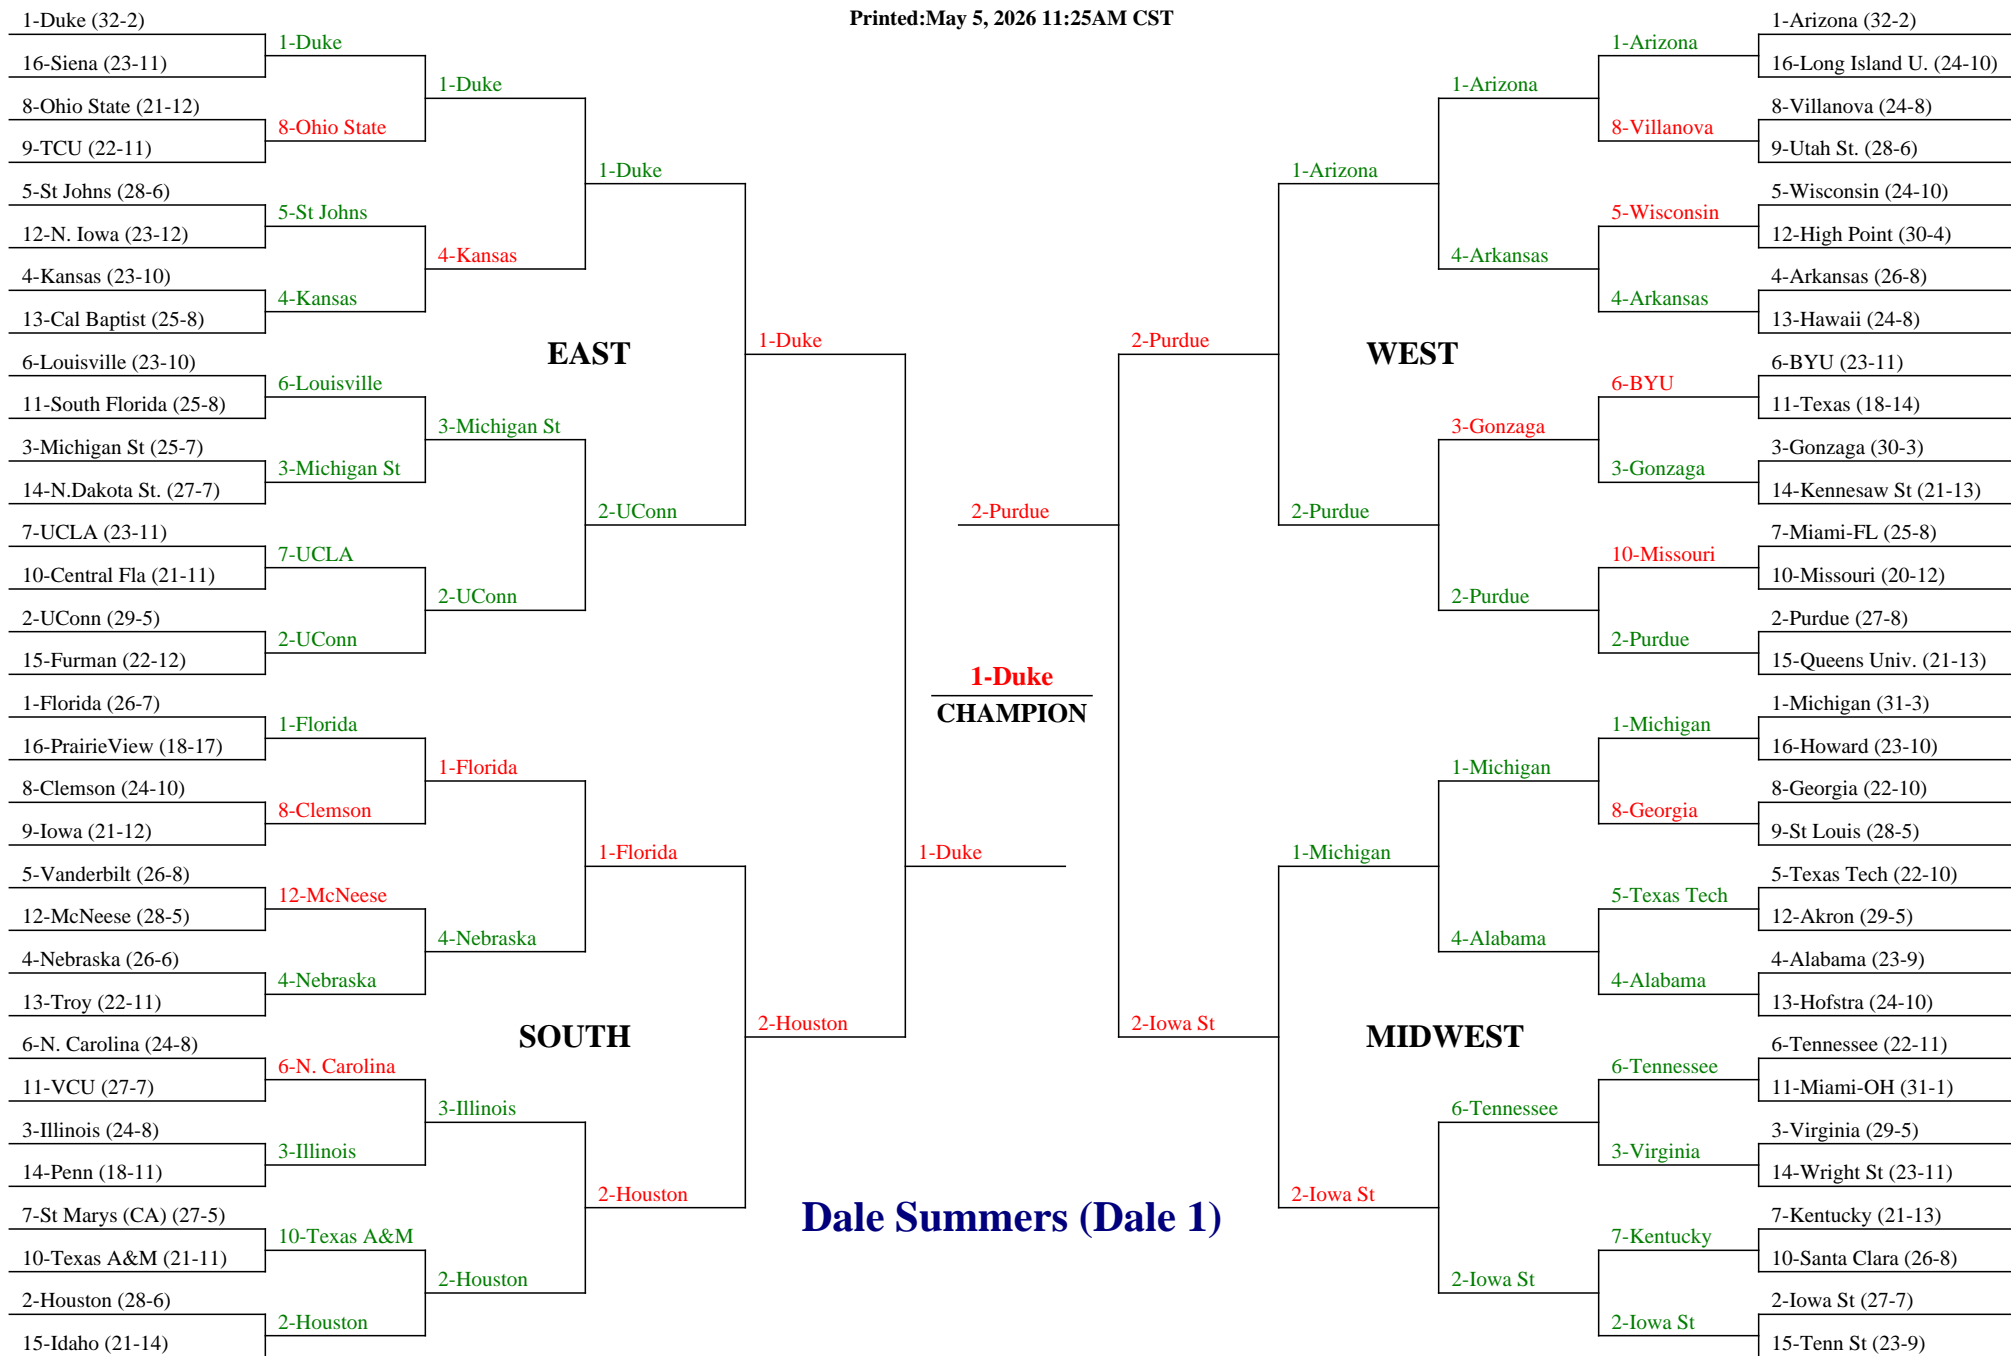 Printed:May 5, 2026 11:25AM CST
1-Duke (32-2)
16-Siena (23-11)
8-Ohio State (21-12)
9-TCU (22-11)
5-St Johns (28-6)
12-N. Iowa (23-12)
4-Kansas (23-10)
13-Cal Baptist (25-8)
6-Louisville (23-10)
11-South Florida (25-8)
3-Michigan St (25-7)
14-N.Dakota St. (27-7)
7-UCLA (23-11)
10-Central Fla (21-11)
2-UConn (29-5)
15-Furman (22-12)
1-Florida (26-7)
16-PrairieView (18-17)
8-Clemson (24-10)
9-Iowa (21-12)
5-Vanderbilt (26-8)
12-McNeese (28-5)
4-Nebraska (26-6)
13-Troy (22-11)
6-N. Carolina (24-8)
11-VCU (27-7)
3-Illinois (24-8)
14-Penn (18-11)
7-St Marys (CA) (27-5)
10-Texas A&M (21-11)
2-Houston (28-6)
15-Idaho (21-14)
1-Duke
8-Ohio State
5-St Johns
4-Kansas
6-Louisville
3-Michigan St
7-UCLA
2-UConn
1-Florida
8-Clemson
12-McNeese
4-Nebraska
6-N. Carolina
3-Illinois
10-Texas A&M
2-Houston
1-Duke
4-Kansas
3-Michigan St
2-UConn
1-Florida
4-Nebraska
3-Illinois
2-Houston
EAST
SOUTH
1-Duke
2-UConn
1-Florida
2-Houston
1-Duke
2-Houston
1-Duke
2-Purdue
1-Duke
CHAMPION
Dale Summers (Dale 1)
2-Purdue
2-Iowa St
1-Arizona
2-Purdue
1-Michigan
2-Iowa St
WEST
MIDWEST
1-Arizona
4-Arkansas
3-Gonzaga
2-Purdue
1-Michigan
4-Alabama
6-Tennessee
2-Iowa St
1-Arizona
8-Villanova
5-Wisconsin
4-Arkansas
6-BYU
3-Gonzaga
10-Missouri
2-Purdue
1-Michigan
8-Georgia
5-Texas Tech
4-Alabama
6-Tennessee
3-Virginia
7-Kentucky
2-Iowa St
1-Arizona (32-2)
16-Long Island U. (24-10)
8-Villanova (24-8)
9-Utah St. (28-6)
5-Wisconsin (24-10)
12-High Point (30-4)
4-Arkansas (26-8)
13-Hawaii (24-8)
6-BYU (23-11)
11-Texas (18-14)
3-Gonzaga (30-3)
14-Kennesaw St (21-13)
7-Miami-FL (25-8)
10-Missouri (20-12)
2-Purdue (27-8)
15-Queens Univ. (21-13)
1-Michigan (31-3)
16-Howard (23-10)
8-Georgia (22-10)
9-St Louis (28-5)
5-Texas Tech (22-10)
12-Akron (29-5)
4-Alabama (23-9)
13-Hofstra (24-10)
6-Tennessee (22-11)
11-Miami-OH (31-1)
3-Virginia (29-5)
14-Wright St (23-11)
7-Kentucky (21-13)
10-Santa Clara (26-8)
2-Iowa St (27-7)
15-Tenn St (23-9)